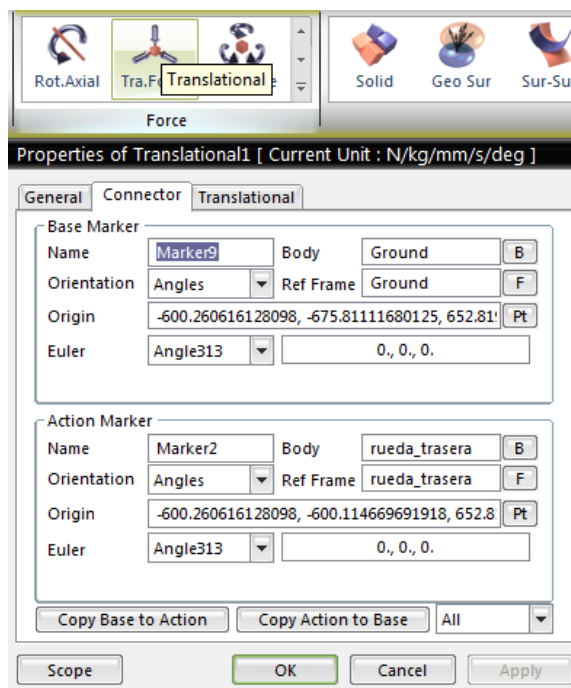 Rot.Axial Tra.F Translational e Solid Geo Sur Sur-Su
Force
Properties of Translational1 [ Current Unit : N/kg/mm/s/deg ]
General Connector Translational
Base Marker
Name Marker9 Body Ground B
Orientation Angles Ref Frame Ground F
Origin -600.260616128098, -675.81111680125, 652.819 Pt
Euler Angle313 0., 0., 0.
Action Marker
Name Marker2 Body rueda_trasera B
Orientation Angles Ref Frame rueda_trasera F
Origin -600.260616128098, -600.114669691918, 652.8 Pt
Euler Angle313 0., 0., 0.
Copy Base to Action Copy Action to Base All
Scope OK Cancel Apply